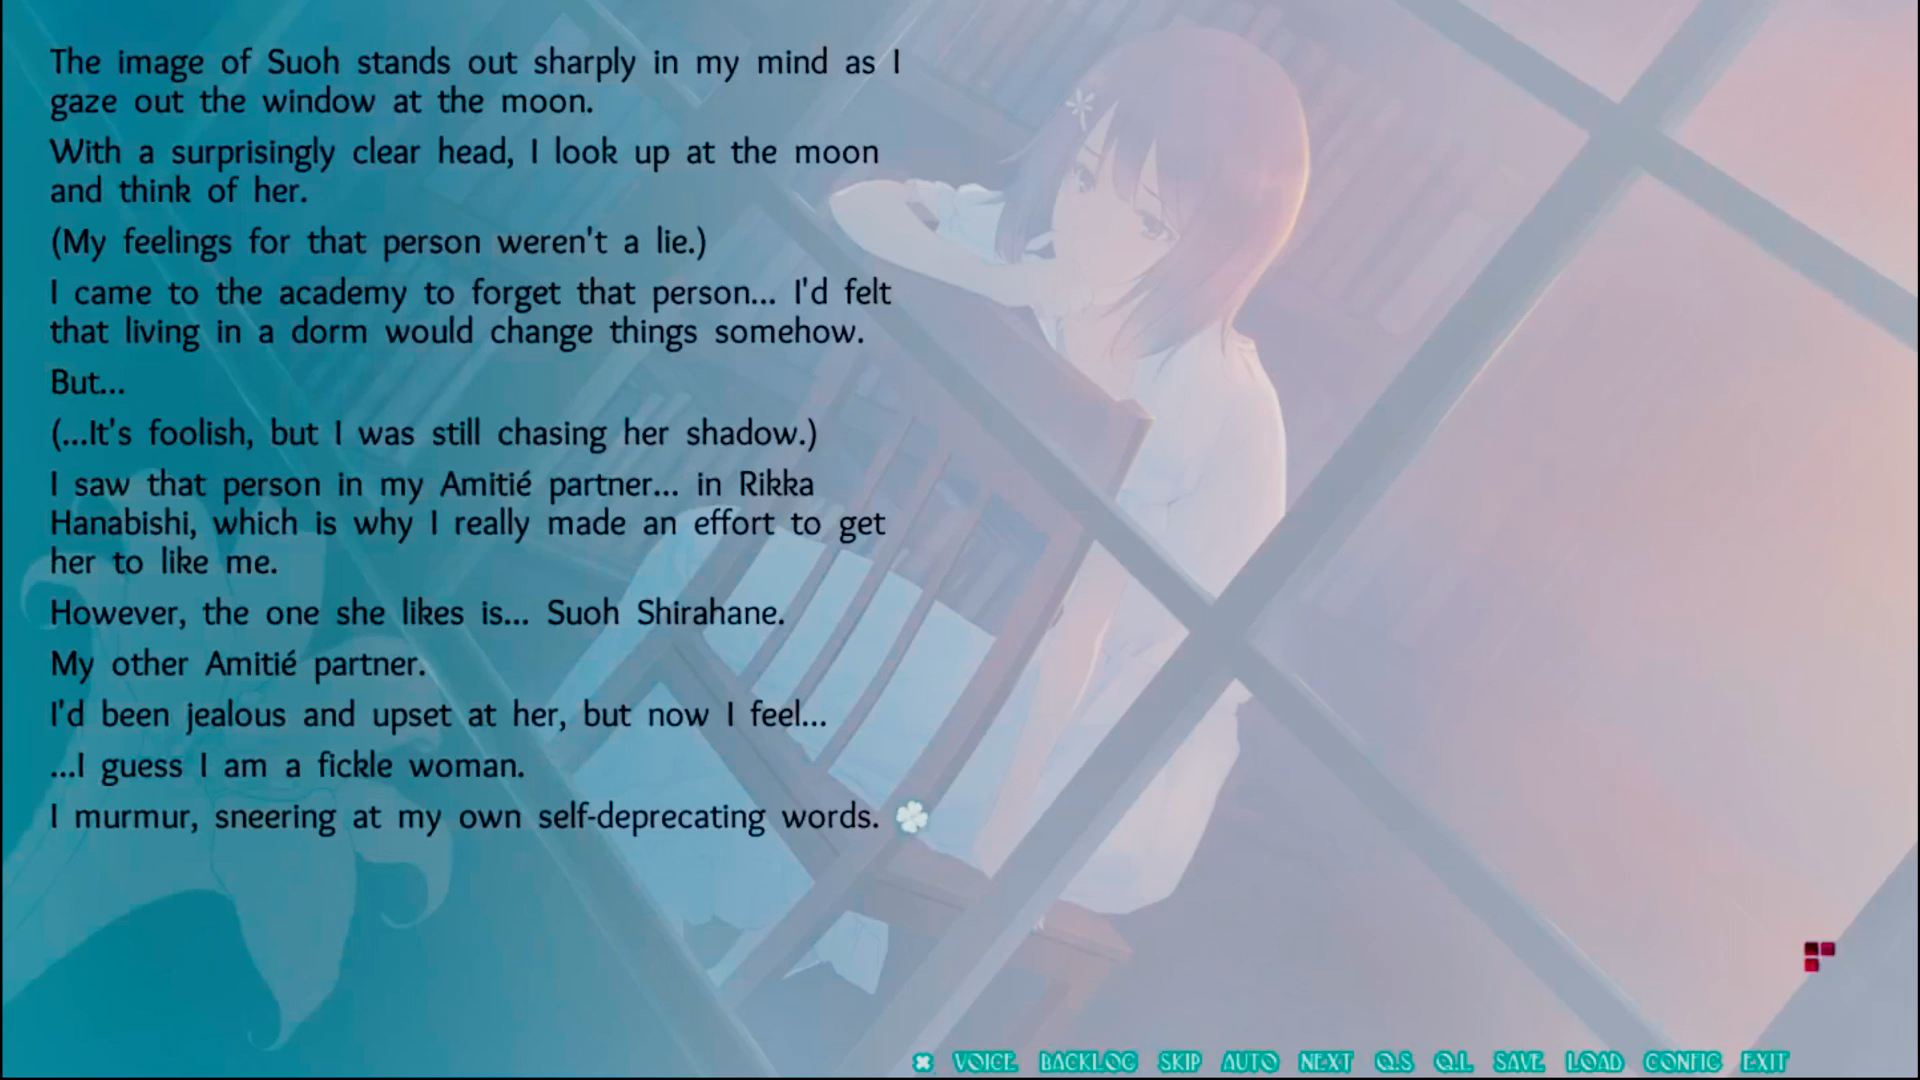 The image of Suoh stands out sharply in my mind as I
gaze out the window at the moon.
With a surprisingly clear head, I look up at the moon
and think of her.
(My feelings for that person weren't a lie.)
I came to the academy to forget that person... I'd felt
that living in a dorm would change things somehow.
But...
(...It's foolish, but I was still chasing her shadow.)
I saw that person in my Amitié partner... in Rikka
Hanabishi, which is why I really made an effort to get
her to like me.
However, the one she likes is... Suoh Shirahane.
My other Amitié partner.
I'd been jealous and upset at her, but now I feel...
...I guess I am a fickle woman.
I murmur, sneering at my own self-deprecating words.
VOICE BACKLOG SKIP AUTO NEXT Q.S Q.L SAVE LOAD CONFIG EXIT